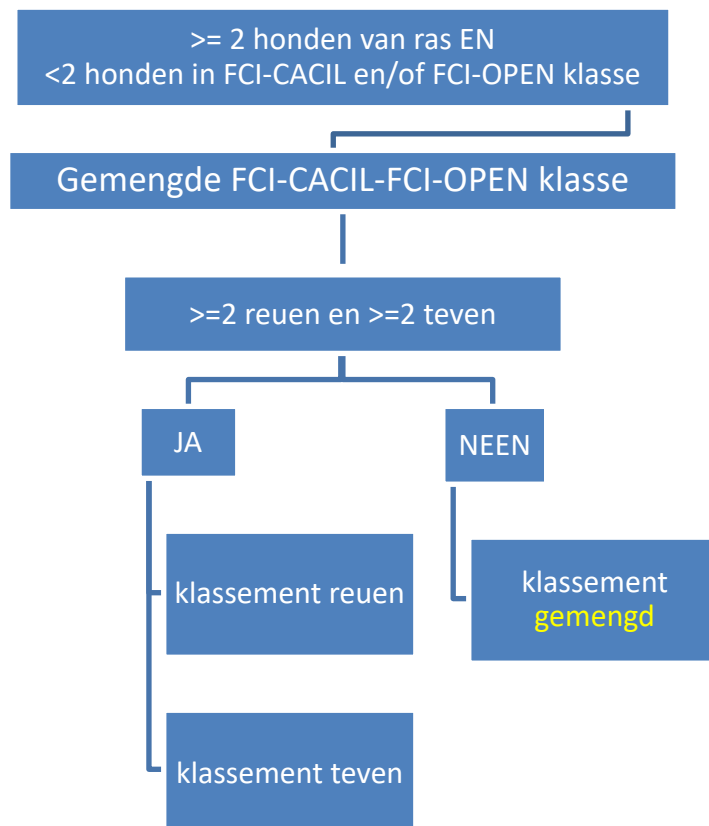 >= 2 honden van ras EN
<2 honden in FCI-CACIL en/of FCI-OPEN klasse
Gemengde FCI-CACIL-FCI-OPEN klasse
>=2 reuen en >=2 teven
JA
NEEN
klassement reuen
klassement
gemengd
klassement teven